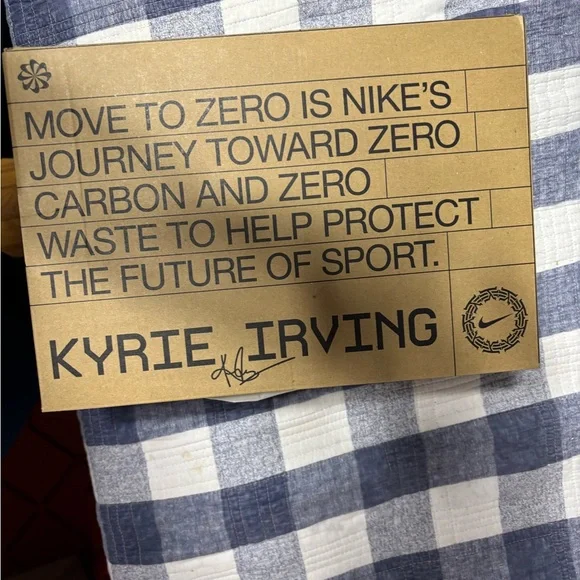 MOVE TO ZERO IS NIKE'S
JOURNEY TOWARD ZERO
CARBON AND ZERO
WASTE TO HELP PROTECT
THE FUTURE OF SPORT.
KYRIE IRVING